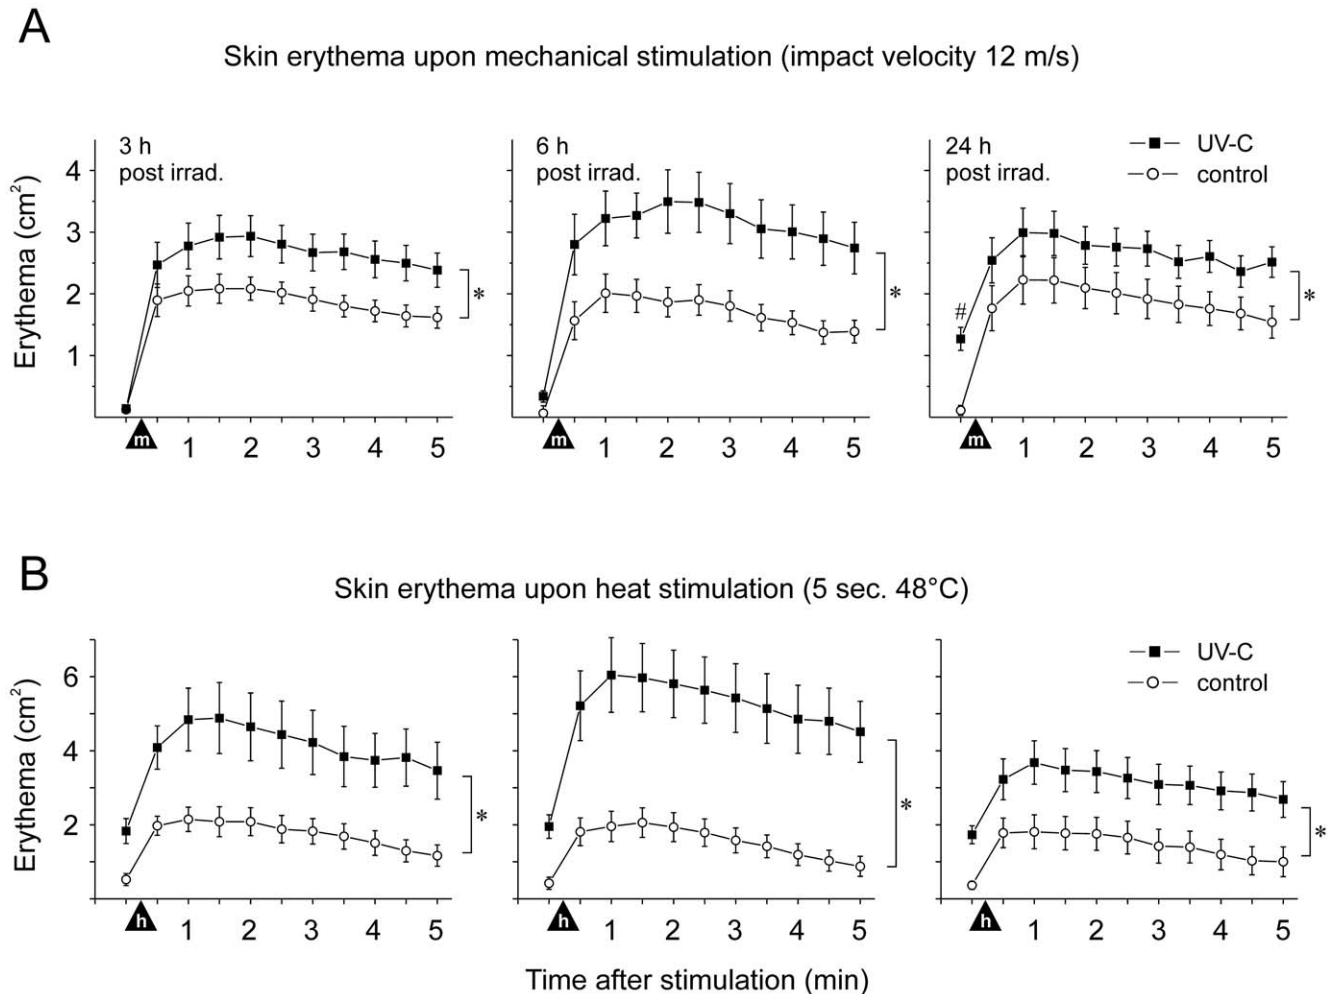 A
Skin erythema upon mechanical stimulation (impact velocity 12 m/s)
3 h
post irrad.
6 h
post irrad.
24 h
post irrad.
UV-C
control
Erythema (cm²)
4
3
2
1
*
*
#
*
m
1 2 3 4 5
m
1 2 3 4 5
m
1 2 3 4 5
B
Skin erythema upon heat stimulation (5 sec. 48°C)
UV-C
control
Erythema (cm²)
6
4
2
*
*
*
h
1 2 3 4 5
h
1 2 3 4 5
h
1 2 3 4 5
Time after stimulation (min)